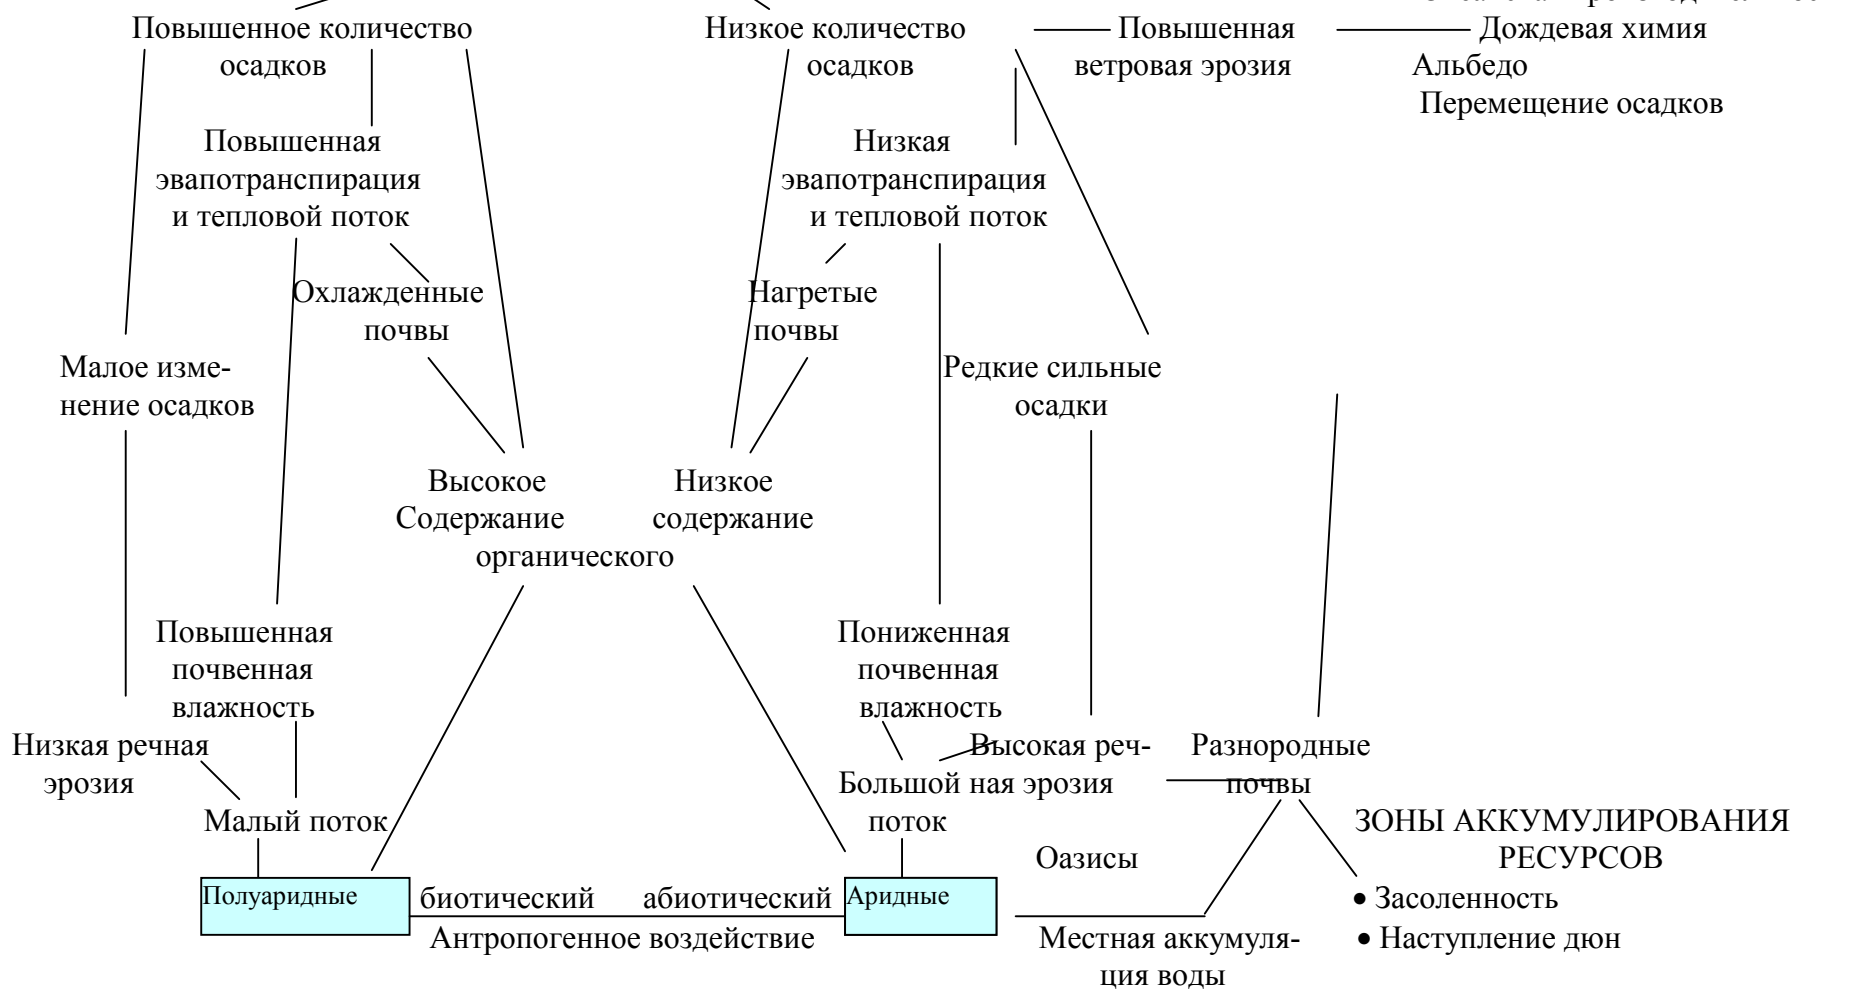 Повышенное количество
осадков
Низкое количество
осадков
Повышенная
ветровая эрозия
Дождевая химия
Альбедо
Перемещение осадков
Повышенная
эвапотранспирация
и тепловой поток
Низкая
эвапотранспирация
и тепловой поток
Охлажденные
почвы
Нагретые
почвы
Малое изме-
нение осадков
Редкие сильные
осадки
Высокое
Содержание
Низкое
содержание
органического
Повышенная
почвенная
влажность
Пониженная
почвенная
влажность
Низкая речная
эрозия
Высокая реч-
ная эрозия
Разнородные
почвы
Малый поток
Большой
поток
ЗОНЫ АККУМУЛИРОВАНИЯ
РЕСУРСОВ
Оазисы
Полуаридные
биотический
абиотический
Аридные
• Засоленность
Антропогенное воздействие
Местная аккумуля-
ция воды
• Наступление дюн